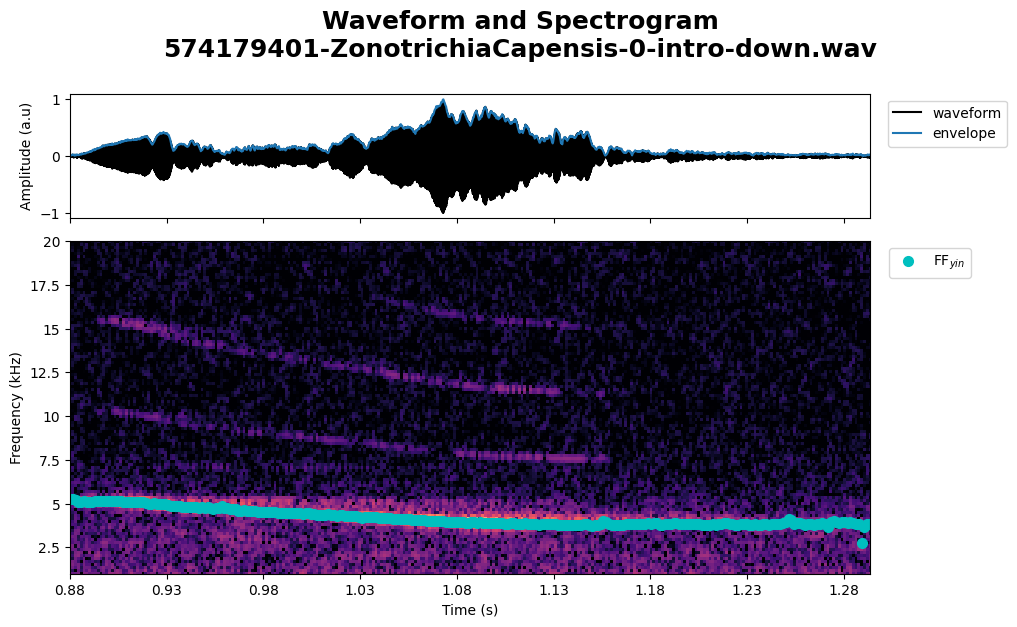 Waveform and Spectrogram
574179401-ZonotrichiaCapensis-0-intro-down.wav
Amplitude (a.u)
1
0
−1
waveform
envelope
Frequency (kHz)
20
17.5
15
12.5
10
7.5
5
2.5
FF_yin
0.88 0.93 0.98 1.03 1.08 1.13 1.18 1.23 1.28
Time (s)